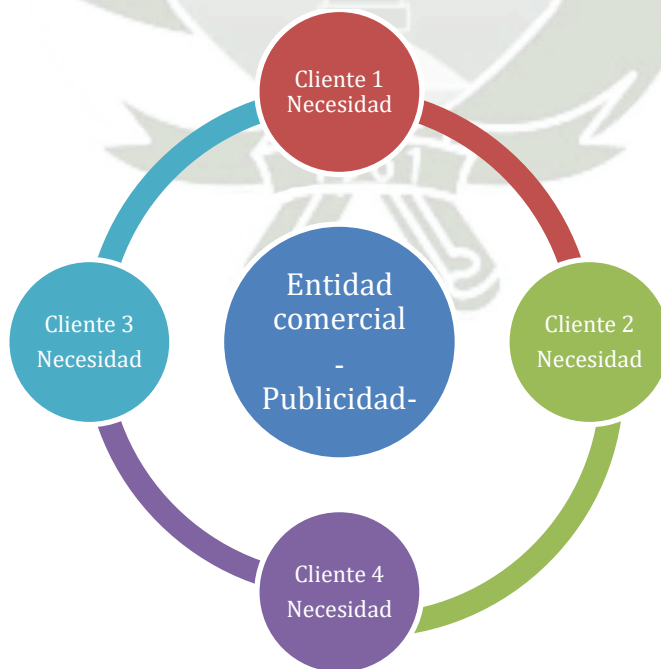 Cliente 1
Necesidad
Entidad
comercial
-
Publicidad-
Cliente 3
Necesidad
Cliente 2
Necesidad
Cliente 4
Necesidad